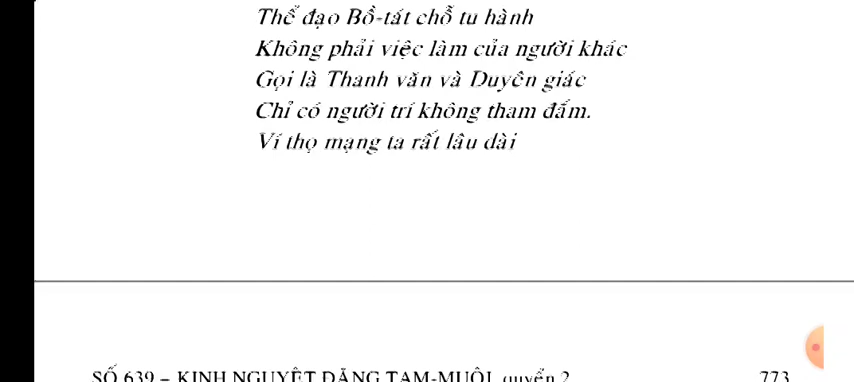 Thể đạo Bồ-tát chỗ tu hành
Không phải việc làm của người khác
Gọi là Thanh văn và Duyên giác
Chỉ có người trí không tham đắm.
Ví thọ mạng ta rất lâu dài
SỐ 639 – KINH NGUYỆT ĐĂNG TAM-MUỘI, quyển 2
773